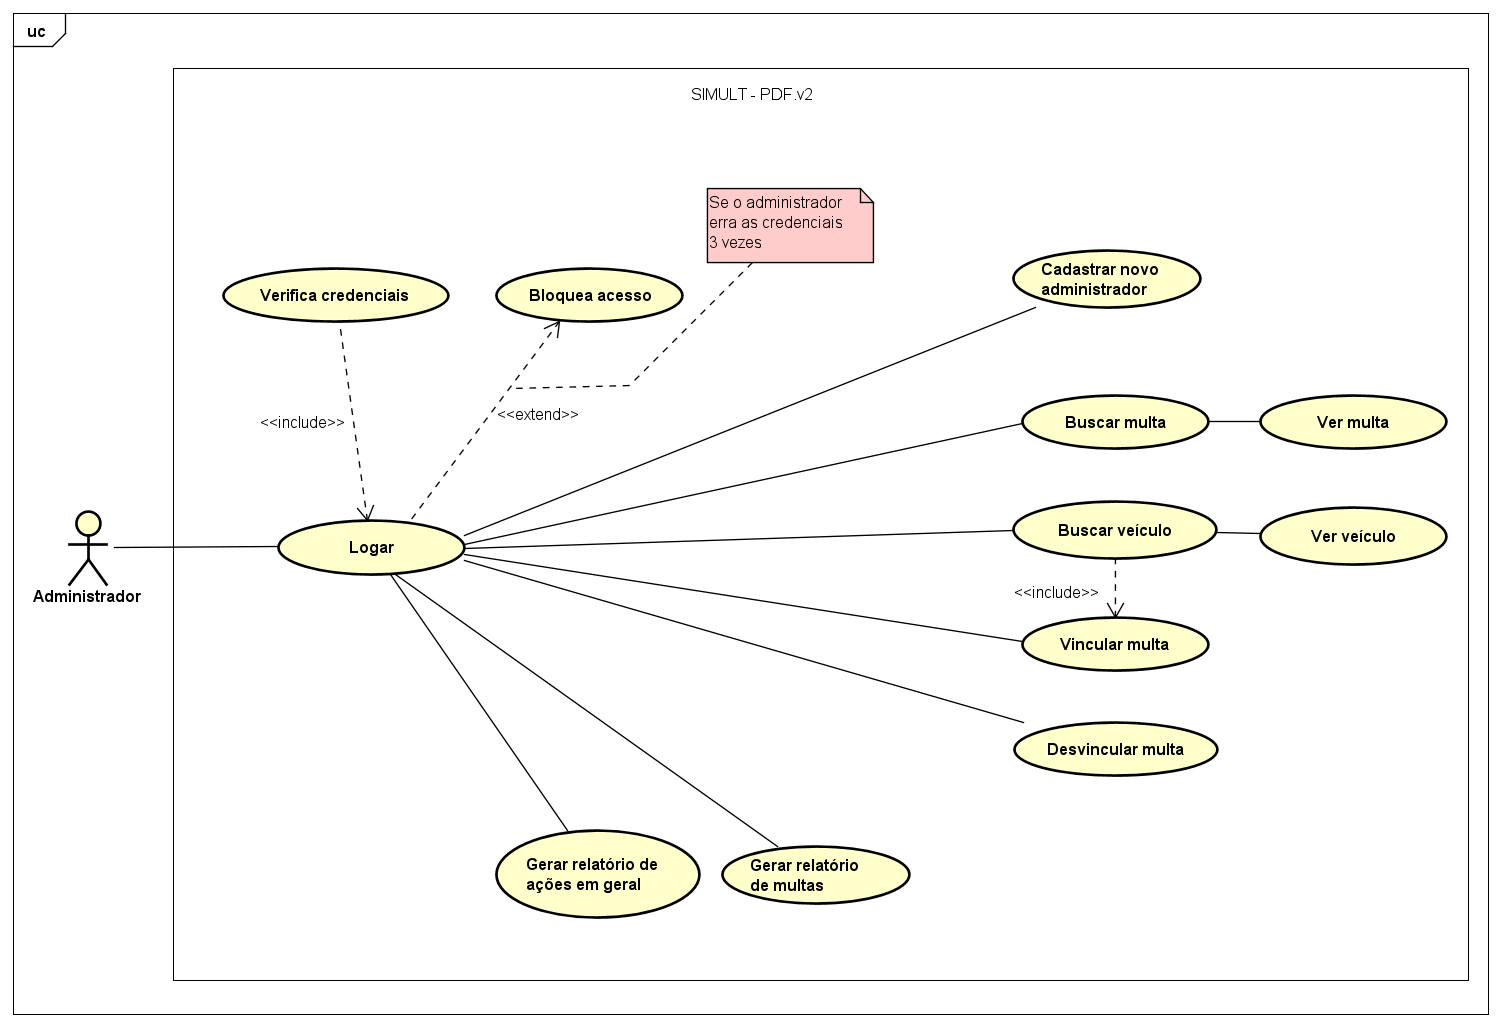 uc
SIMULT - PDF.v2
Se o administrador
erra as credenciais
3 vezes
Verifica credenciais
Bloquea acesso
Cadastrar novo
administrador
<<include>>
<<extend>>
Buscar multa
Ver multa
Logar
Buscar veículo
Ver veículo
Administrador
<<include>>
Vincular multa
Desvincular multa
Gerar relatório de
ações em geral
Gerar relatório
de multas